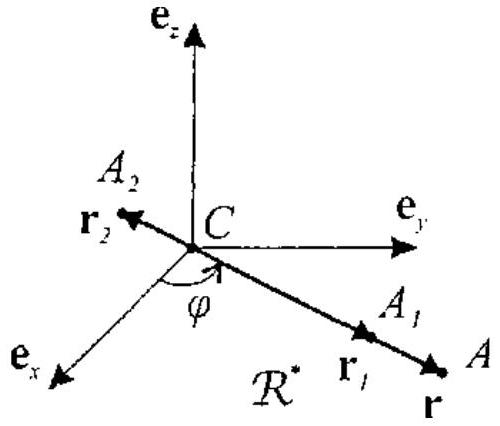 e_z
A_2
r_2
C
e_y
φ
A_1
A
e_x
r_1
ℛ*
r